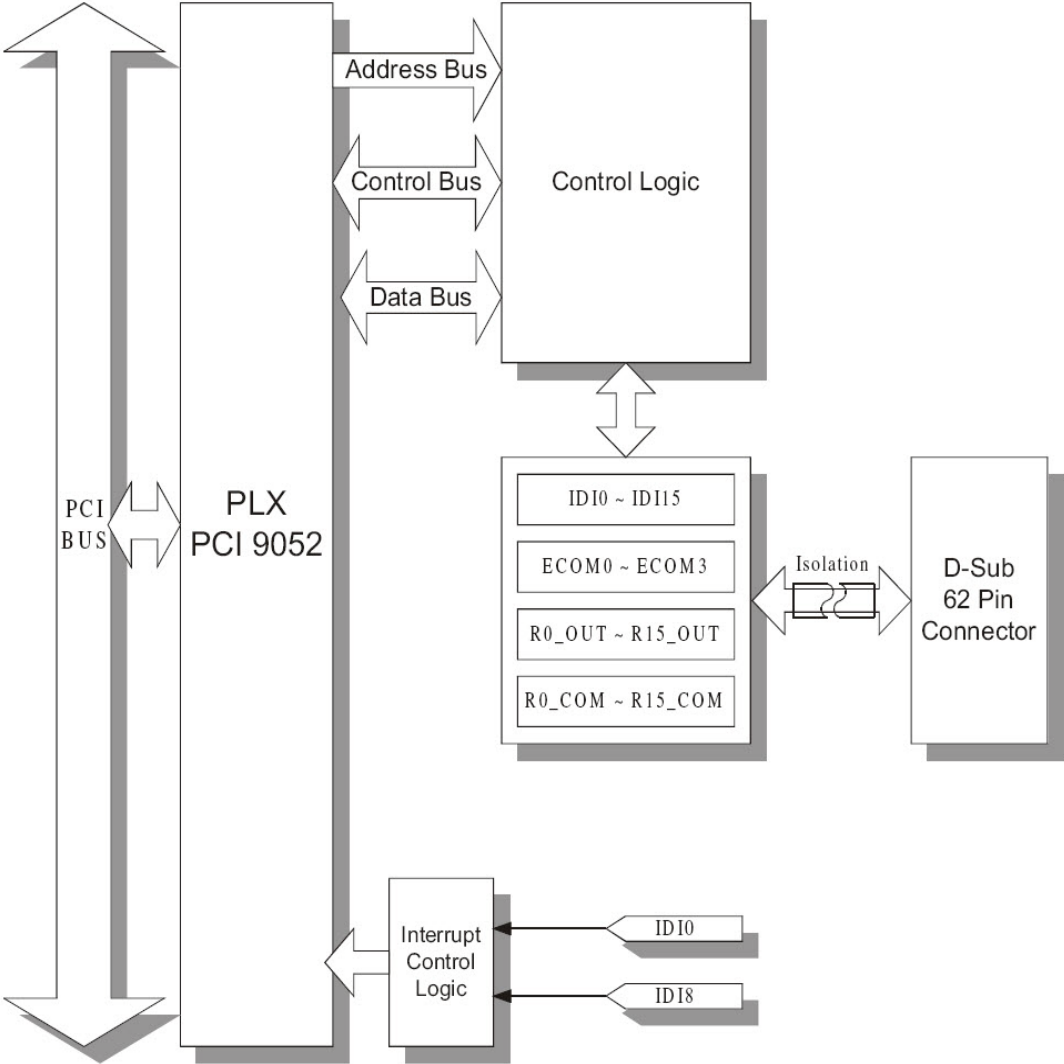 Address Bus
Control Bus
Control Logic
Data Bus
PCI
BUS
PLX
PCI 9052
IDI0 ~ IDI15
ECOM0 ~ ECOM3
R0_OUT ~ R15_OUT
R0_COM ~ R15_COM
Isolation
D-Sub
62 Pin
Connector
Interrupt
Control
Logic
IDI0
IDI8